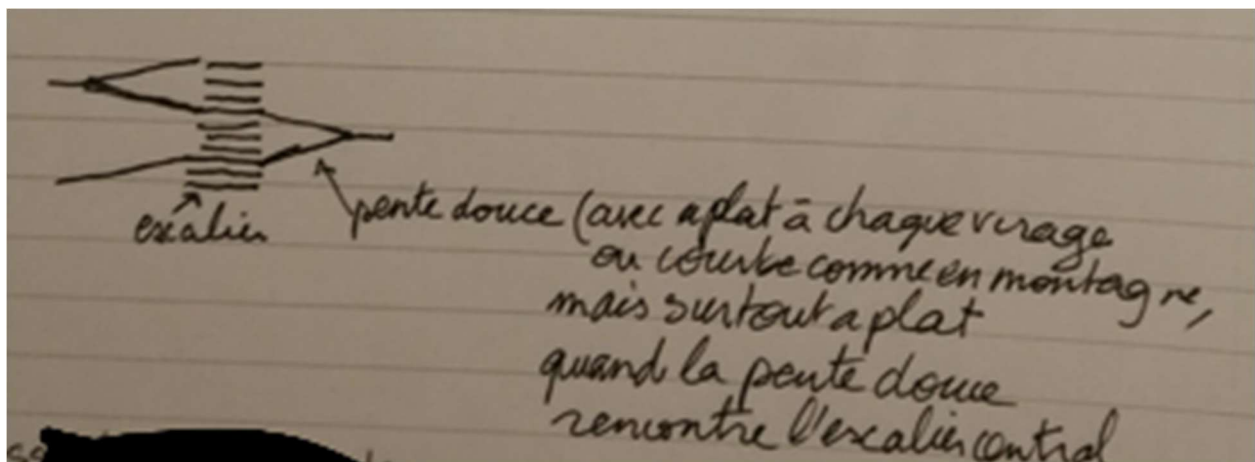 escalier
pente douce (avec aplat à chaque virage
ou courbe comme en montagne,
mais surtout aplat
quand la pente douce
rencontre l'escalier central